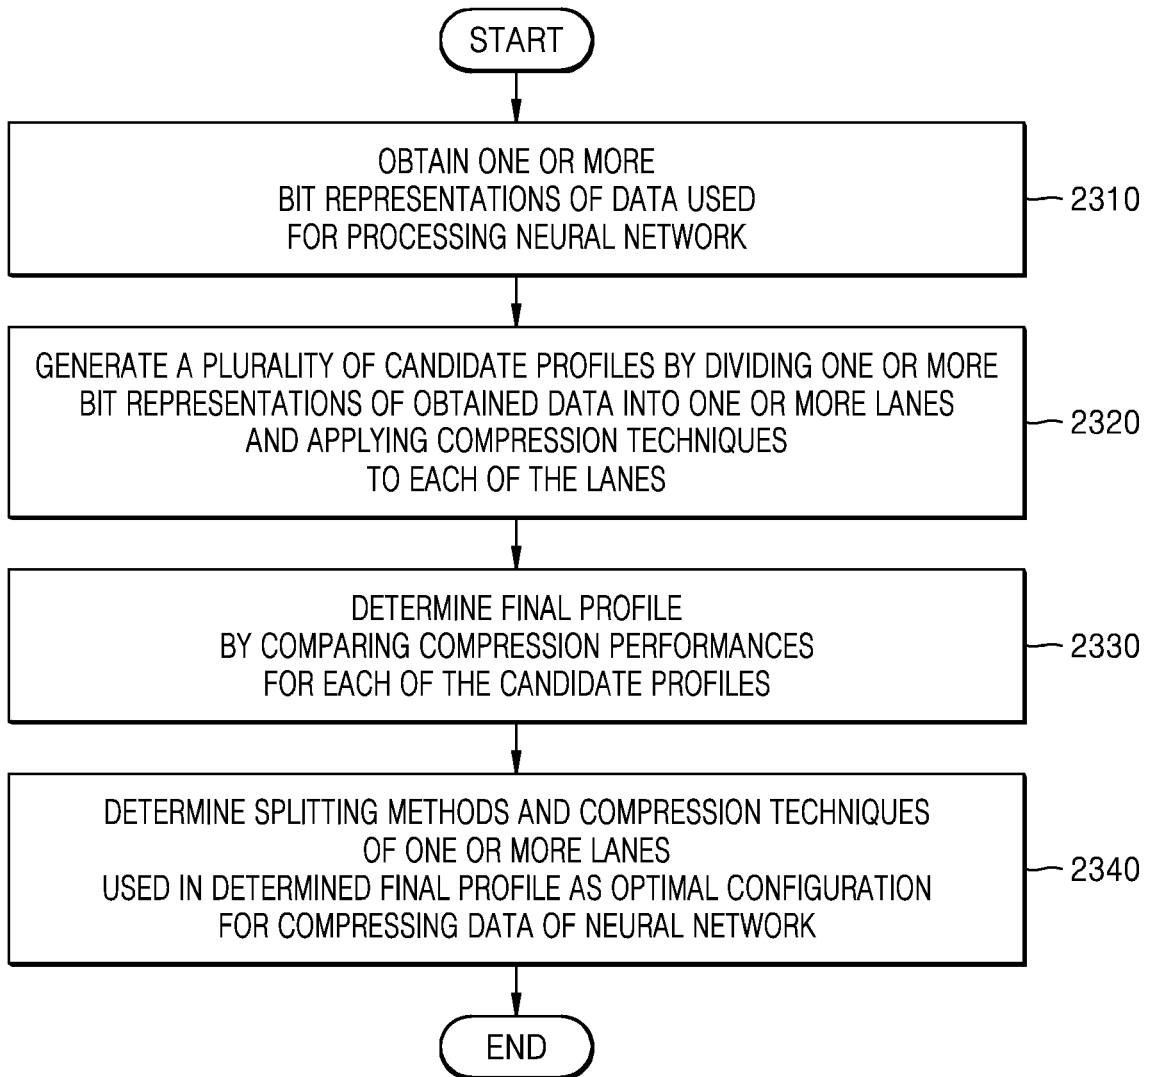 START
OBTAIN ONE OR MORE
BIT REPRESENTATIONS OF DATA USED
FOR PROCESSING NEURAL NETWORK
2310
GENERATE A PLURALITY OF CANDIDATE PROFILES BY DIVIDING ONE OR MORE
BIT REPRESENTATIONS OF OBTAINED DATA INTO ONE OR MORE LANES
AND APPLYING COMPRESSION TECHNIQUES
TO EACH OF THE LANES
2320
DETERMINE FINAL PROFILE
BY COMPARING COMPRESSION PERFORMANCES
FOR EACH OF THE CANDIDATE PROFILES
2330
DETERMINE SPLITTING METHODS AND COMPRESSION TECHNIQUES
OF ONE OR MORE LANES
USED IN DETERMINED FINAL PROFILE AS OPTIMAL CONFIGURATION
FOR COMPRESSING DATA OF NEURAL NETWORK
2340
END